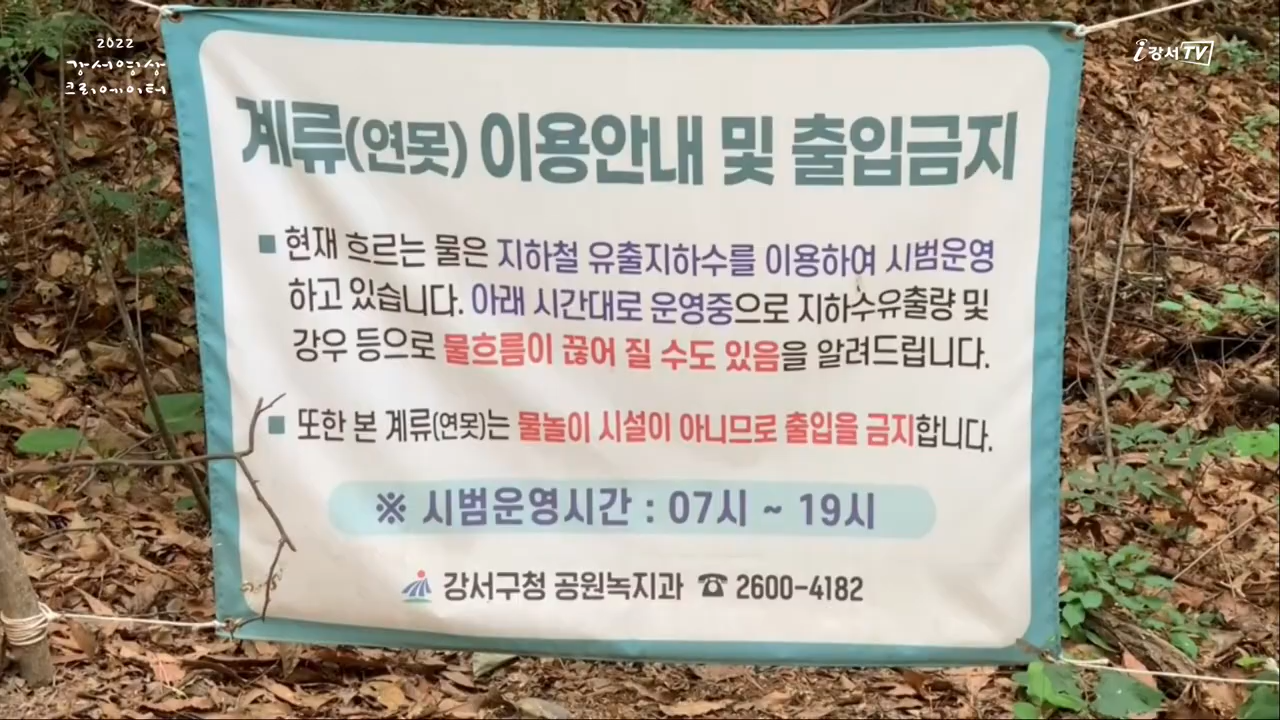 2022
강서영상
크리에이터
i강서TV
계류(연못) 이용안내 및 출입금지
■ 현재 흐르는 물은 지하철 유출지하수를 이용하여 시범운영
하고 있습니다. 아래 시간대로 운영중으로 지하수유출량 및
강우 등으로 물흐름이 끊어 질 수도 있음을 알려드립니다.
■ 또한 본 계류(연못)는 물놀이 시설이 아니므로 출입을 금지합니다.
※ 시범운영시간 : 07시 ~ 19시
강서구청 공원녹지과 ☎ 2600-4182